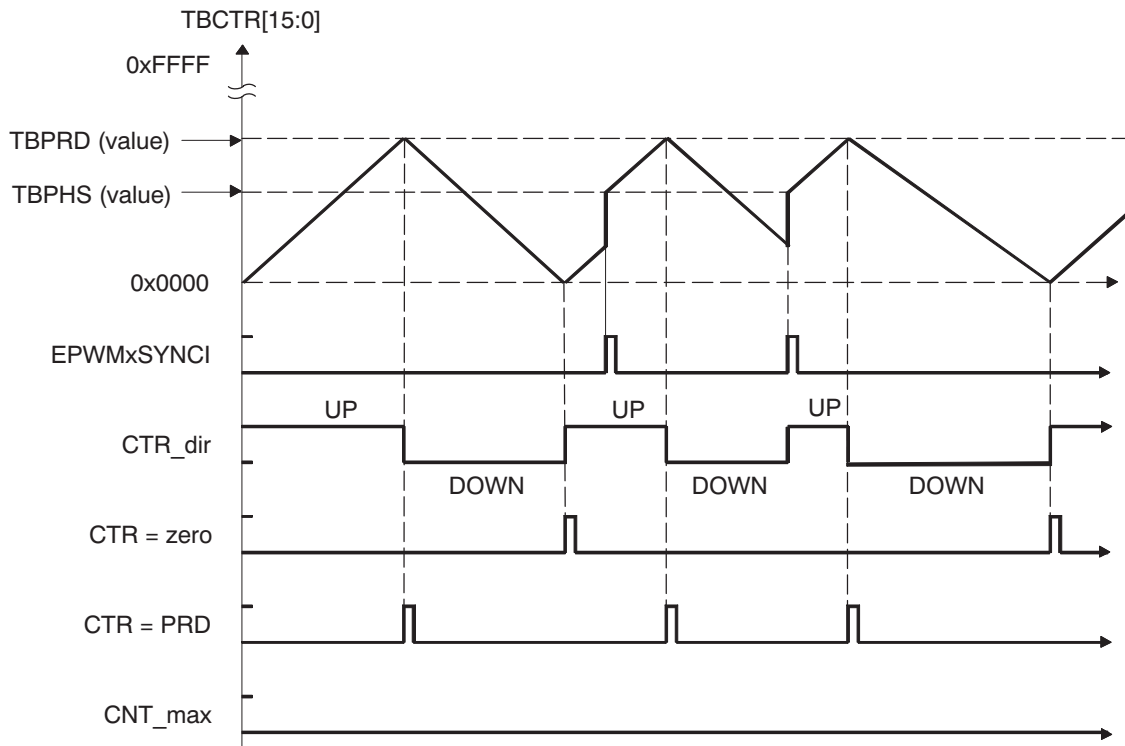 TBCTR[15:0]
0xFFFF
TBPRD (value)
TBPHS (value)
0x0000
EPWMxSYNCI
UP UP UP
CTR_dir
DOWN DOWN DOWN
CTR = zero
CTR = PRD
CNT_max